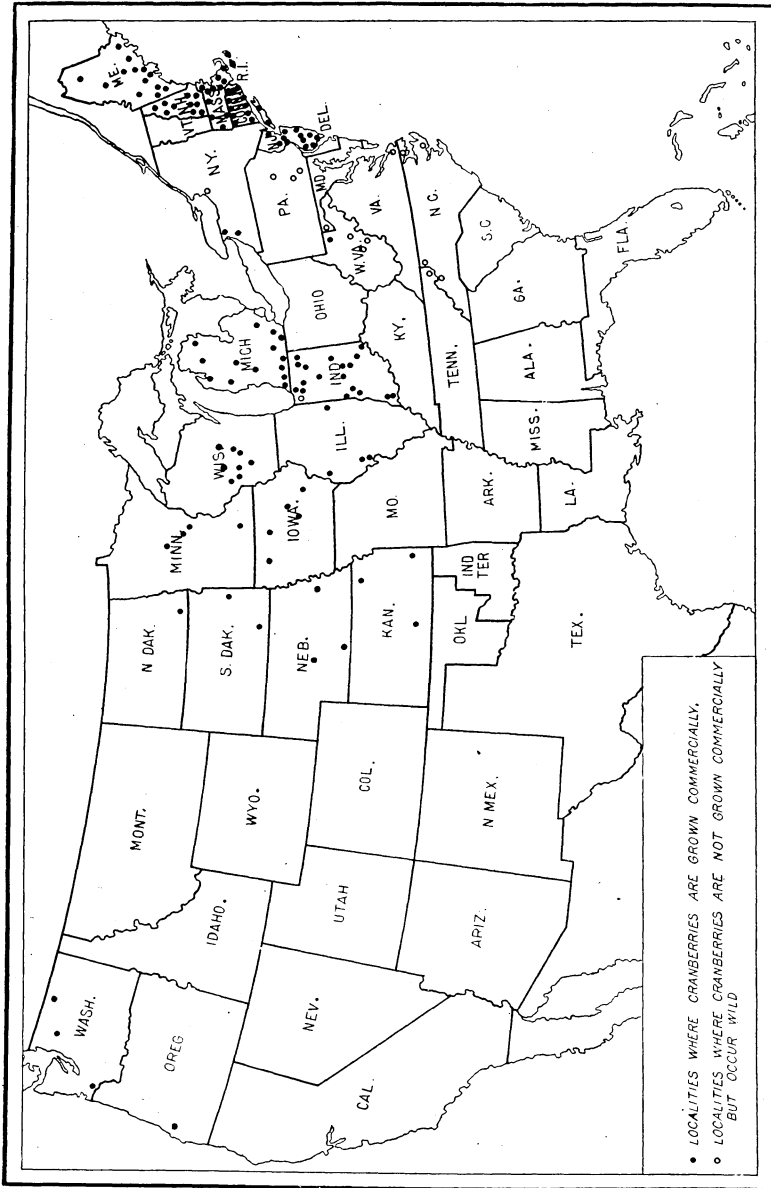 WASH.
OREG
CAL.
IDAHO.
NEV.
MONT.
WYO.
UTAH
COL.
ARIZ.
N MEX.
N DAK.
S. DAK.
NEB.
KAN.
OKL
IND
TER
TEX.
MINN
IOWA.
MO.
ARK.
LA.
WIS.
ILL.
MICH
IND.
OHIO
KY.
TENN.
MISS.
ALA.
GA.
FLA.
S.C
N C.
VA.
W.VA.
MD.
DEL.
PA.
N.Y.
VT.
N.H.
ME.
MASS
R.I.
• LOCALITIES WHERE CRANBERRIES ARE GROWN COMMERCIALLY.
o LOCALITIES WHERE CRANBERRIES ARE NOT GROWN COMMERCIALLY
BUT OCCUR WILD